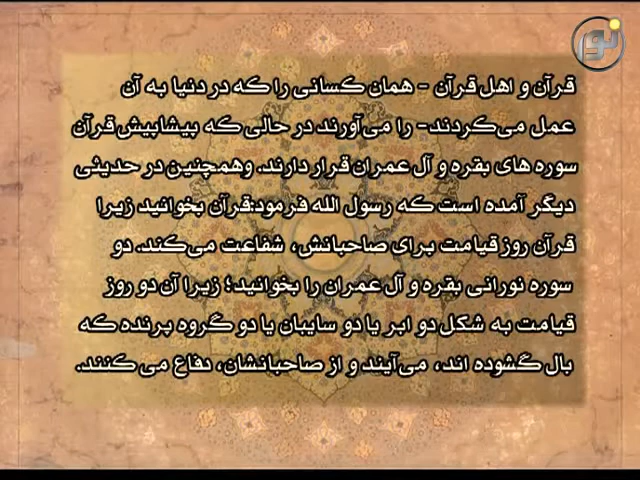 نور
قرآن و اهل قرآن - همان کسانی را که در دنیا به آن
عمل می‌کردند- را می‌آورند در حالی که بیشابیش قرآن
سوره های بقره و آل عمران قرار دارند. وهمچنین در حدیثی
دیگر آمده است که رسول الله فرمود:قرآن بخوانید زیرا
قرآن روز قیامت برای صاحبانش، شفاعت می‌کند. دو
سوره نورانی بقره و آل عمران را بخوانید؛ زیرا آن دو روز
قیامت به شکل دو ابر یا دو سایبان یا دو گروه پرنده که
بال گشوده اند، می‌آیند و از صاحبانشان، دفاع می کنند.